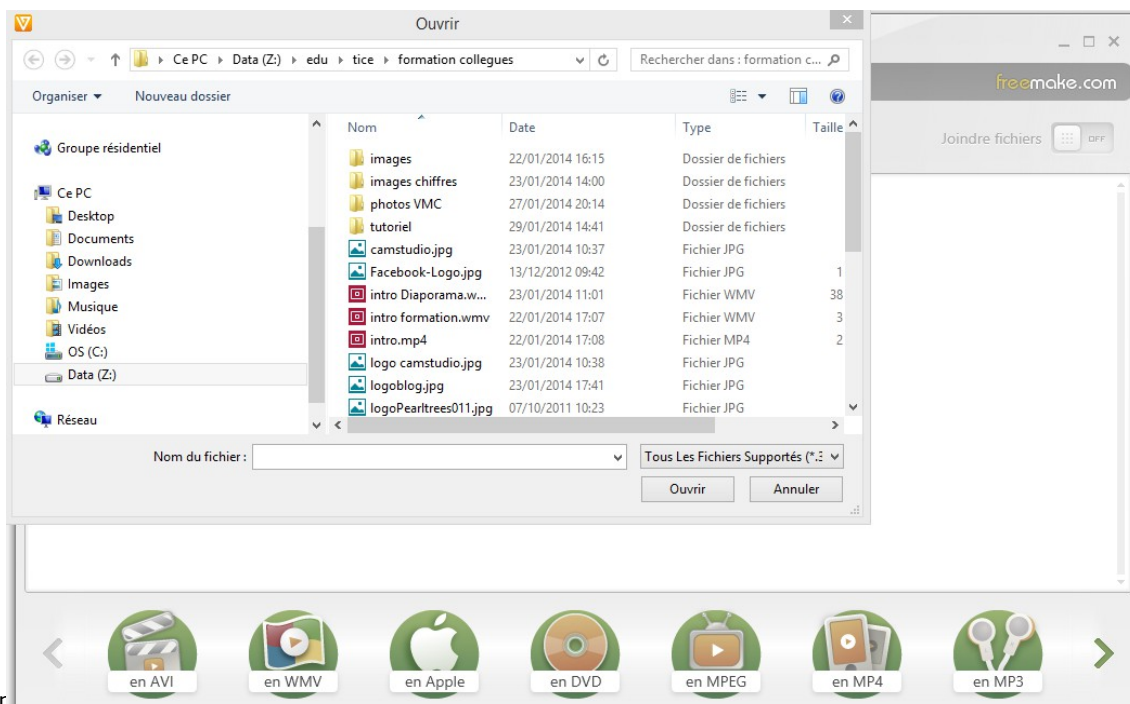 Ouvrir
Ce PC Data (Z:) edu tice formation collegues Rechercher dans : formation c...
freemake.com
Organiser Nouveau dossier
Joindre fichiers OFF
Groupe résidentiel
Ce PC
Desktop
Documents
Downloads
Images
Musique
Vidéos
OS (C:)
Data (Z:)
Réseau
Nom Date Type Taille
images 22/01/2014 16:15 Dossier de fichiers
images chiffres 23/01/2014 14:00 Dossier de fichiers
photos VMC 27/01/2014 20:14 Dossier de fichiers
tutoriel 29/01/2014 14:41 Dossier de fichiers
camstudio.jpg 23/01/2014 10:37 Fichier JPG
Facebook-Logo.jpg 13/12/2012 09:42 Fichier JPG 1
intro Diaporama.w... 23/01/2014 11:01 Fichier WMV 38
intro formation.wmv 22/01/2014 17:07 Fichier WMV 3
intro.mp4 22/01/2014 17:08 Fichier MP4 2
logo camstudio.jpg 23/01/2014 10:38 Fichier JPG
logoblog.jpg 23/01/2014 17:41 Fichier JPG
logoPearltrees011.jpg 07/10/2011 10:23 Fichier JPG
Nom du fichier : Tous Les Fichiers Supportés (*.3
Ouvrir Annuler
en AVI en WMV en Apple en DVD en MPEG en MP4 en MP3
r